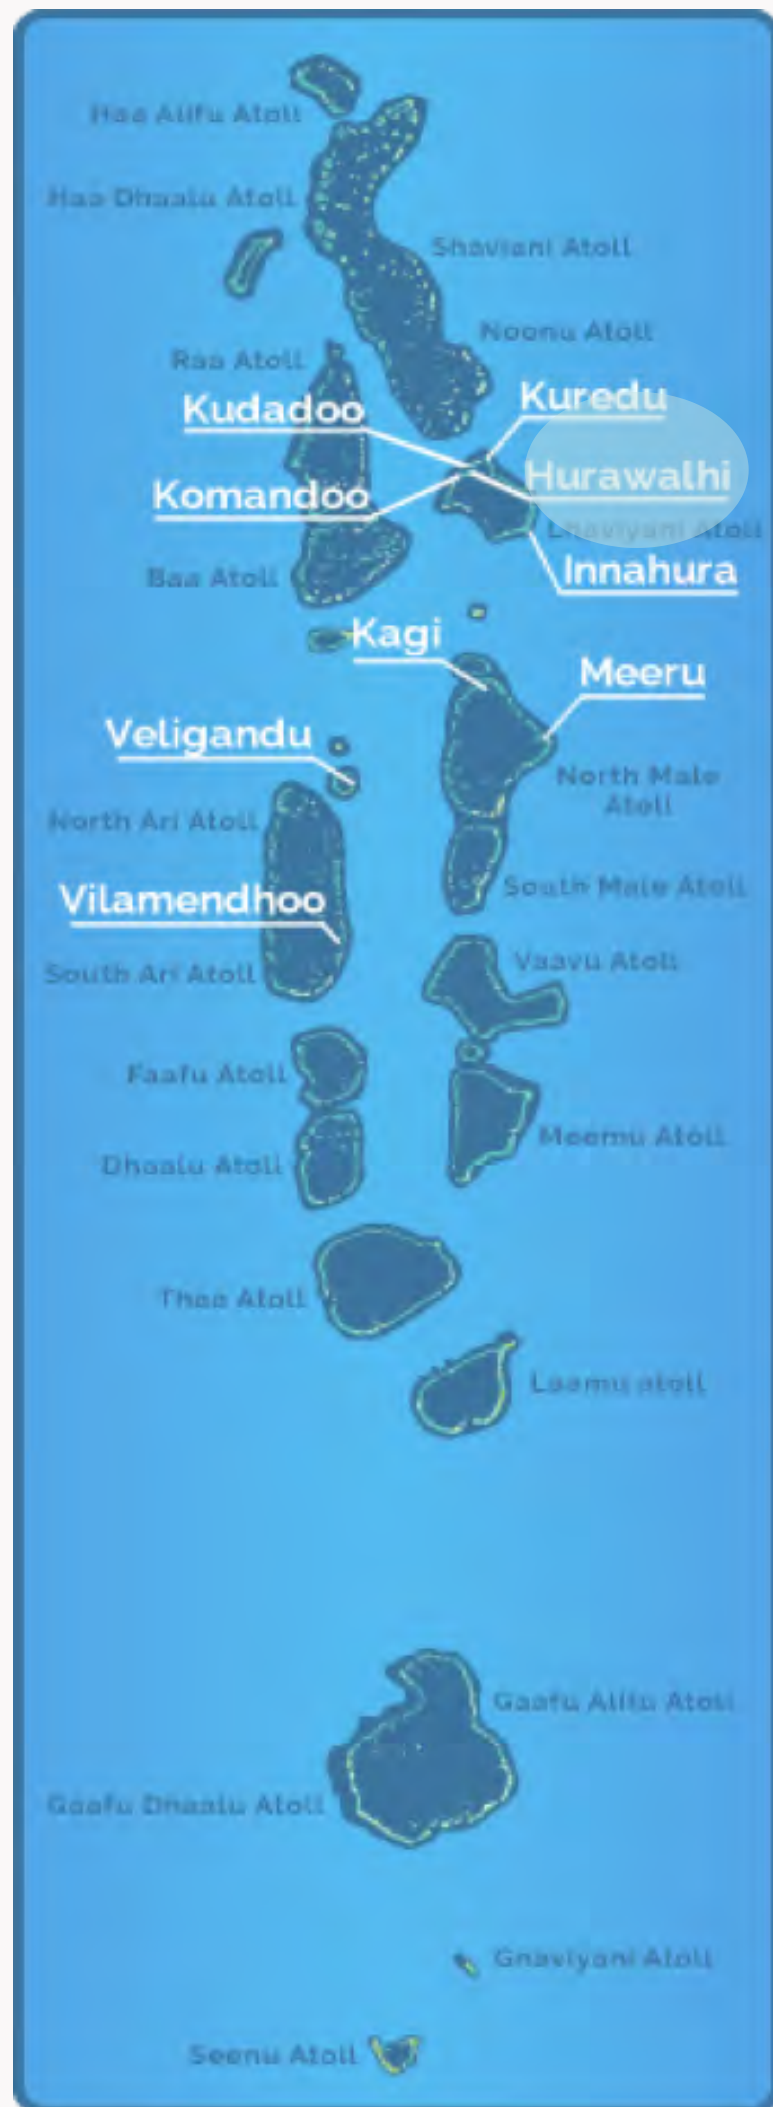 Haa Alifu Atoll
Haa Dhaalu Atoll
Shaviani Atoll
Noonu Atoll
Raa Atoll
Kuredu
Kudadoo
Hurawalhi
Komandoo
Lhaviyani Atoll
Innahura
Baa Atoll
Kagi
Meeru
Veligandu
North Male
Atoll
North Ari Atoll
South Male Atoll
Vilamendhoo
Vaavu Atoll
South Ari Atoll
Faafu Atoll
Meemu Atoll
Dhaalu Atoll
Thaa Atoll
Laamu atoll
Gaafu Alifu Atoll
Gaafu Dhaalu Atoll
Gnaviyani Atoll
Seenu Atoll